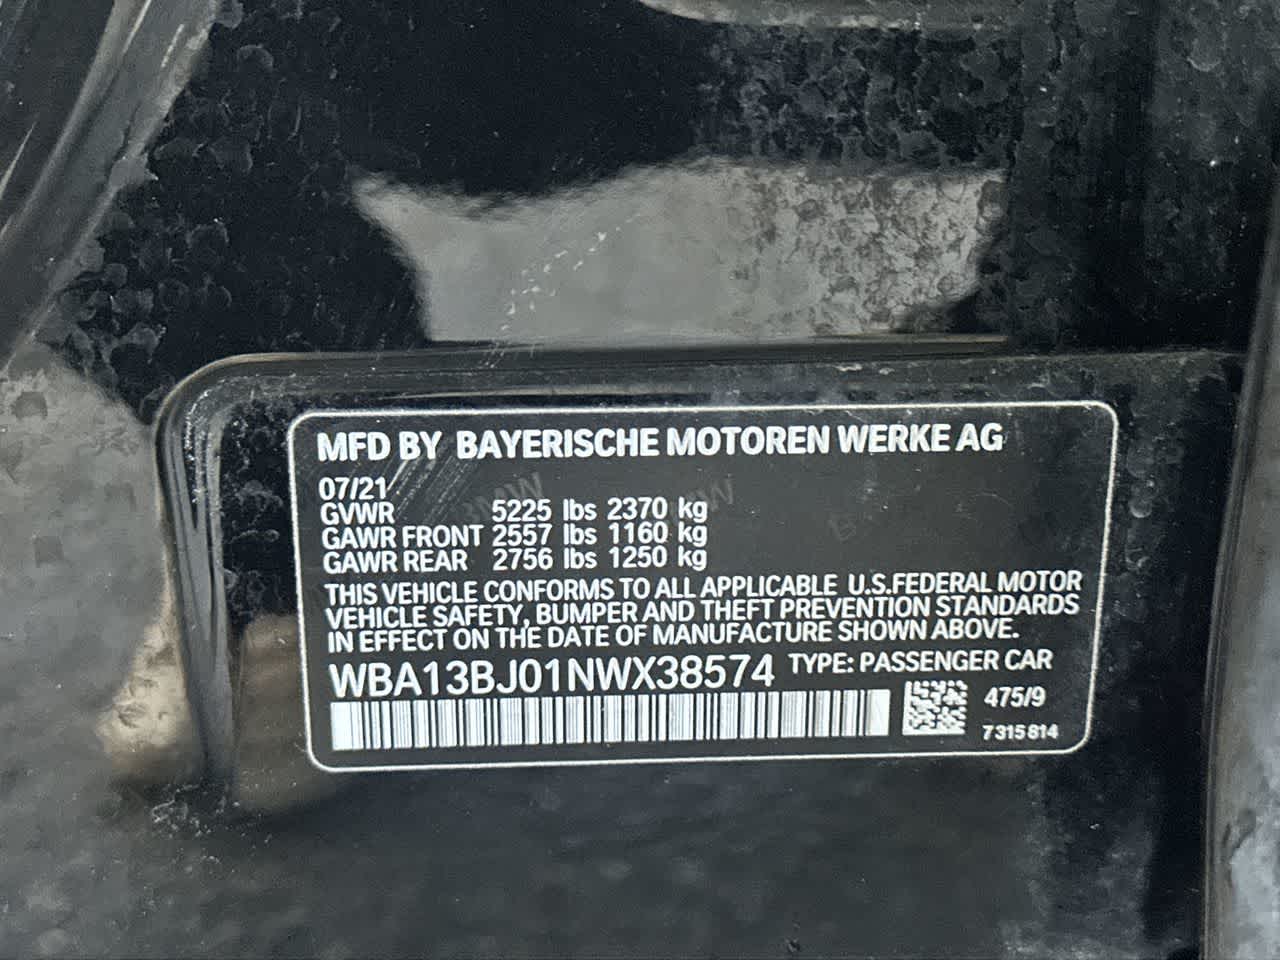 MFD BY BAYERISCHE MOTOREN WERKE AG
07/21
GVWR 5225 lbs 2370 kg
GAWR FRONT 2557 lbs 1160 kg
GAWR REAR 2756 lbs 1250 kg
THIS VEHICLE CONFORMS TO ALL APPLICABLE U.S.FEDERAL MOTOR
VEHICLE SAFETY, BUMPER AND THEFT PREVENTION STANDARDS
IN EFFECT ON THE DATE OF MANUFACTURE SHOWN ABOVE.
WBA13BJ01NWX38574 TYPE: PASSENGER CAR
475/9
7315814